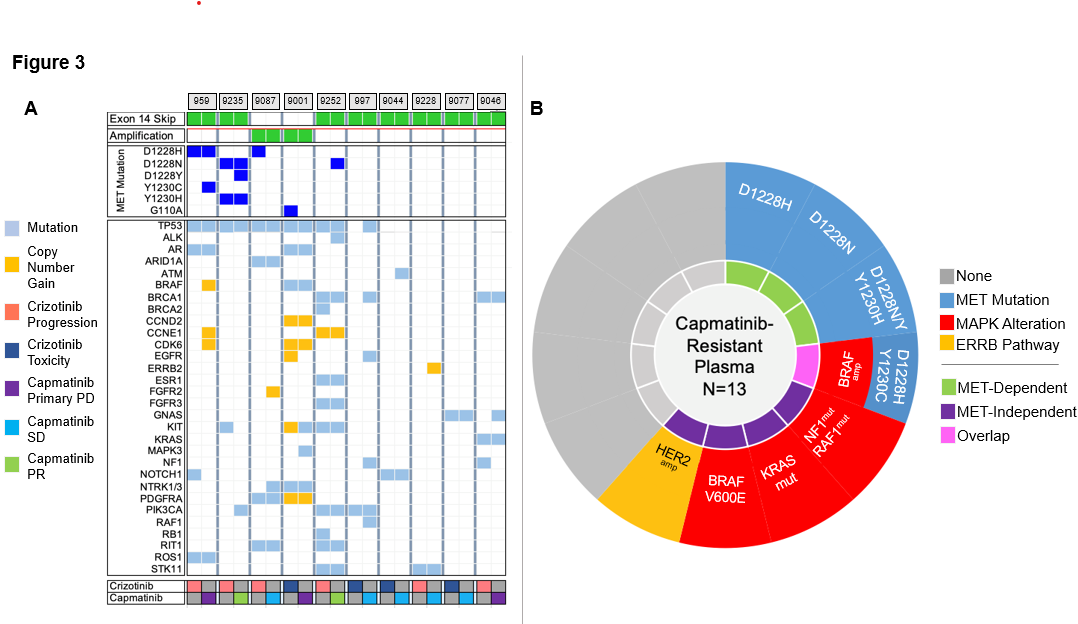 Figure 3
A
959 9235 9087 9001 9252 997 9044 9228 9077 9046
Exon 14 Skip
Amplification
MET Mutation
D1228H
D1228N
D1228Y
Y1230C
Y1230H
G110A
TP53
ALK
AR
ARID1A
ATM
BRAF
BRCA1
BRCA2
CCND2
CCNE1
CDK6
EGFR
ERRB2
ESR1
FGFR2
FGFR3
GNAS
KIT
KRAS
MAPK3
NF1
NOTCH1
NTRK1/3
PDGFRA
PIK3CA
RAF1
RB1
RIT1
ROS1
STK11
Crizotinib
Capmatinib
Mutation
Copy
Number
Gain
Crizotinib
Progression
Crizotinib
Toxicity
Capmatinib
Primary PD
Capmatinib
SD
Capmatinib
PR
B
D1228H
D1228N
D1228N/Y
Y1230H
D1228H
Y1230C
BRAF
amp
NF1mut
RAF1mut
KRAS
mut
BRAF
V600E
HER2
amp
Capmatinib-
Resistant
Plasma
N=13
None
MET Mutation
MAPK Alteration
ERRB Pathway
MET-Dependent
MET-Independent
Overlap